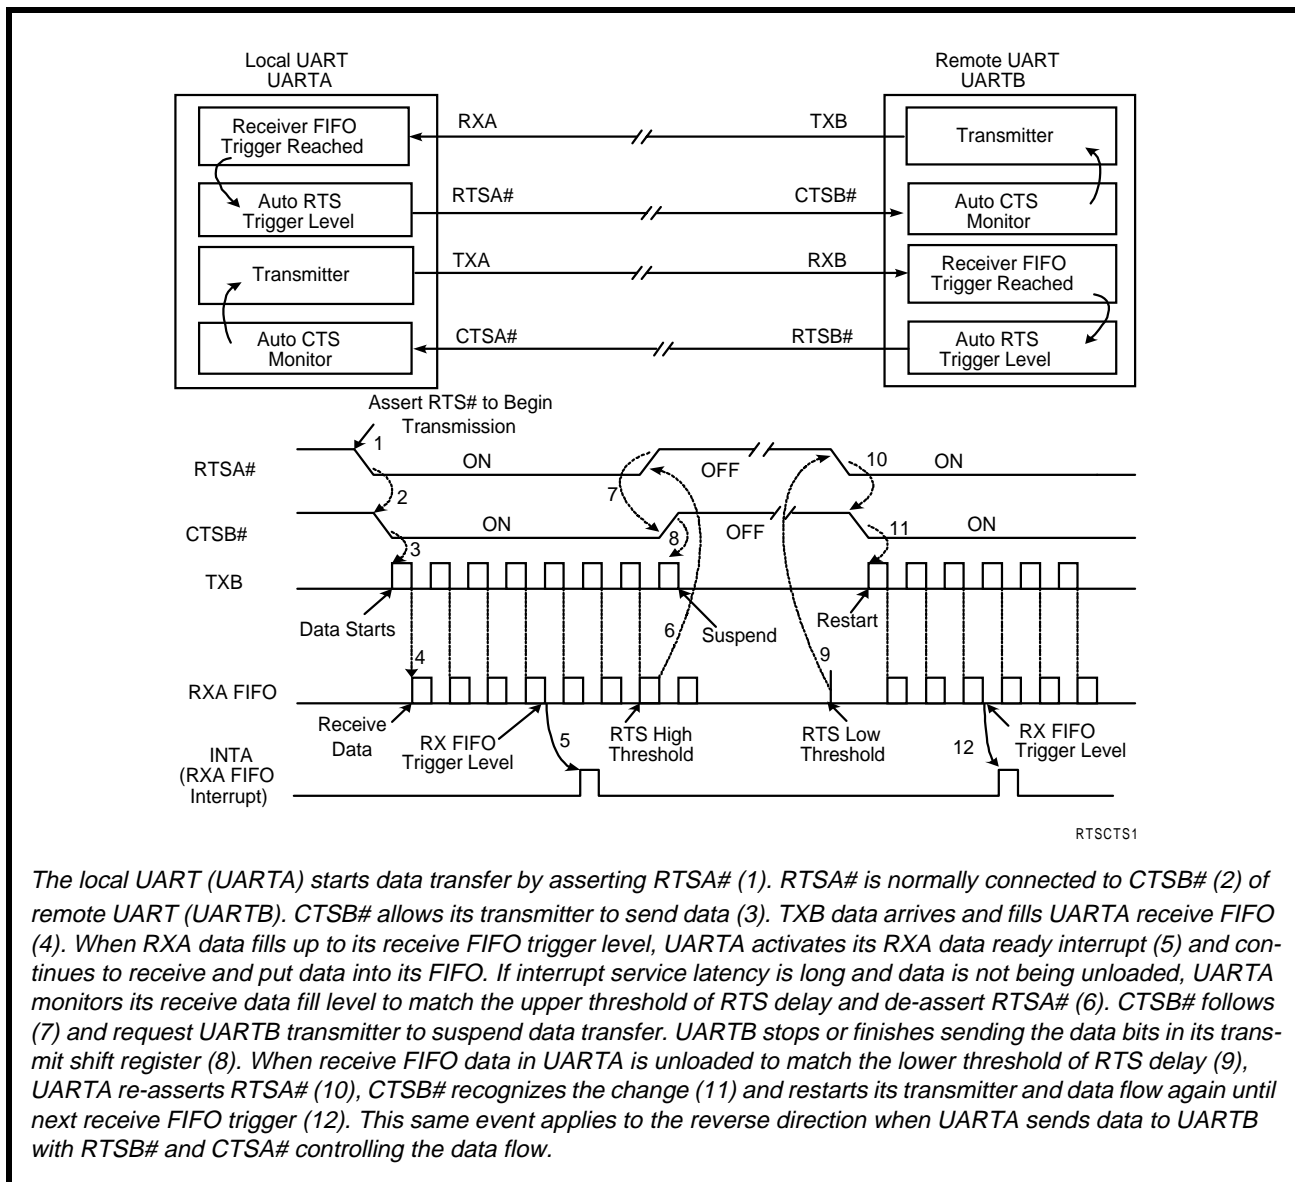 Local UART
UARTA
Remote UART
UARTB
Receiver FIFO
Trigger Reached
RXA
TXB
Transmitter
Auto RTS
Trigger Level
RTSA#
CTSB#
Auto CTS
Monitor
Transmitter
TXA
RXB
Receiver FIFO
Trigger Reached
Auto CTS
Monitor
CTSA#
RTSB#
Auto RTS
Trigger Level
Assert RTS# to Begin
Transmission
1
RTSA#
ON
7
OFF
10
ON
2
CTSB#
ON
8
OFF
11
ON
3
TXB
Data Starts
6
Suspend
Restart
4
9
RXA FIFO
Receive
Data
RX FIFO
Trigger Level
5
RTS High
Threshold
RTS Low
Threshold
12
RX FIFO
Trigger Level
INTA
(RXA FIFO
Interrupt)
RTSCTS1
The local UART (UARTA) starts data transfer by asserting RTSA# (1). RTSA# is normally connected to CTSB# (2) of
remote UART (UARTB). CTSB# allows its transmitter to send data (3). TXB data arrives and fills UARTA receive FIFO
(4). When RXA data fills up to its receive FIFO trigger level, UARTA activates its RXA data ready interrupt (5) and con-
tinues to receive and put data into its FIFO. If interrupt service latency is long and data is not being unloaded, UARTA
monitors its receive data fill level to match the upper threshold of RTS delay and de-assert RTSA# (6). CTSB# follows
(7) and request UARTB transmitter to suspend data transfer. UARTB stops or finishes sending the data bits in its trans-
mit shift register (8). When receive FIFO data in UARTA is unloaded to match the lower threshold of RTS delay (9),
UARTA re-asserts RTSA# (10), CTSB# recognizes the change (11) and restarts its transmitter and data flow again until
next receive FIFO trigger (12). This same event applies to the reverse direction when UARTA sends data to UARTB
with RTSB# and CTSA# controlling the data flow.